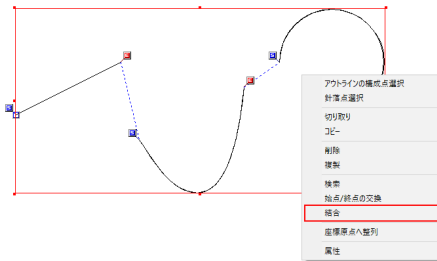 アウトラインの構成点選択
針落点選択
切り取り
コピー
削除
複製
検索
始点/終点の交換
結合
座標原点へ整列
属性